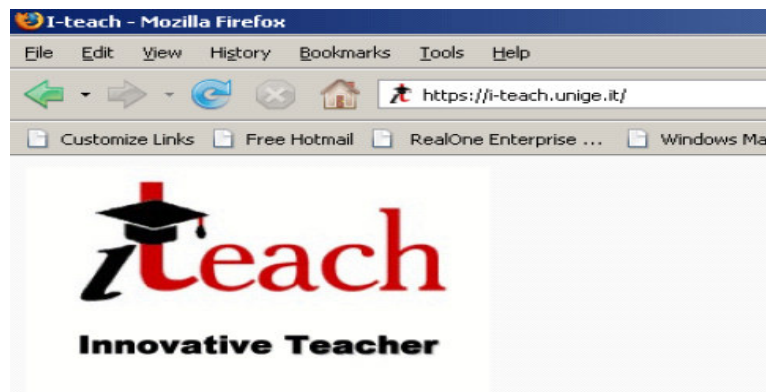 I-teach - Mozilla Firefox
File Edit View History Bookmarks Tools Help
https://i-teach.unige.it/
Customize Links Free Hotmail RealOne Enterprise ... Windows Ma
iteach
Innovative Teacher